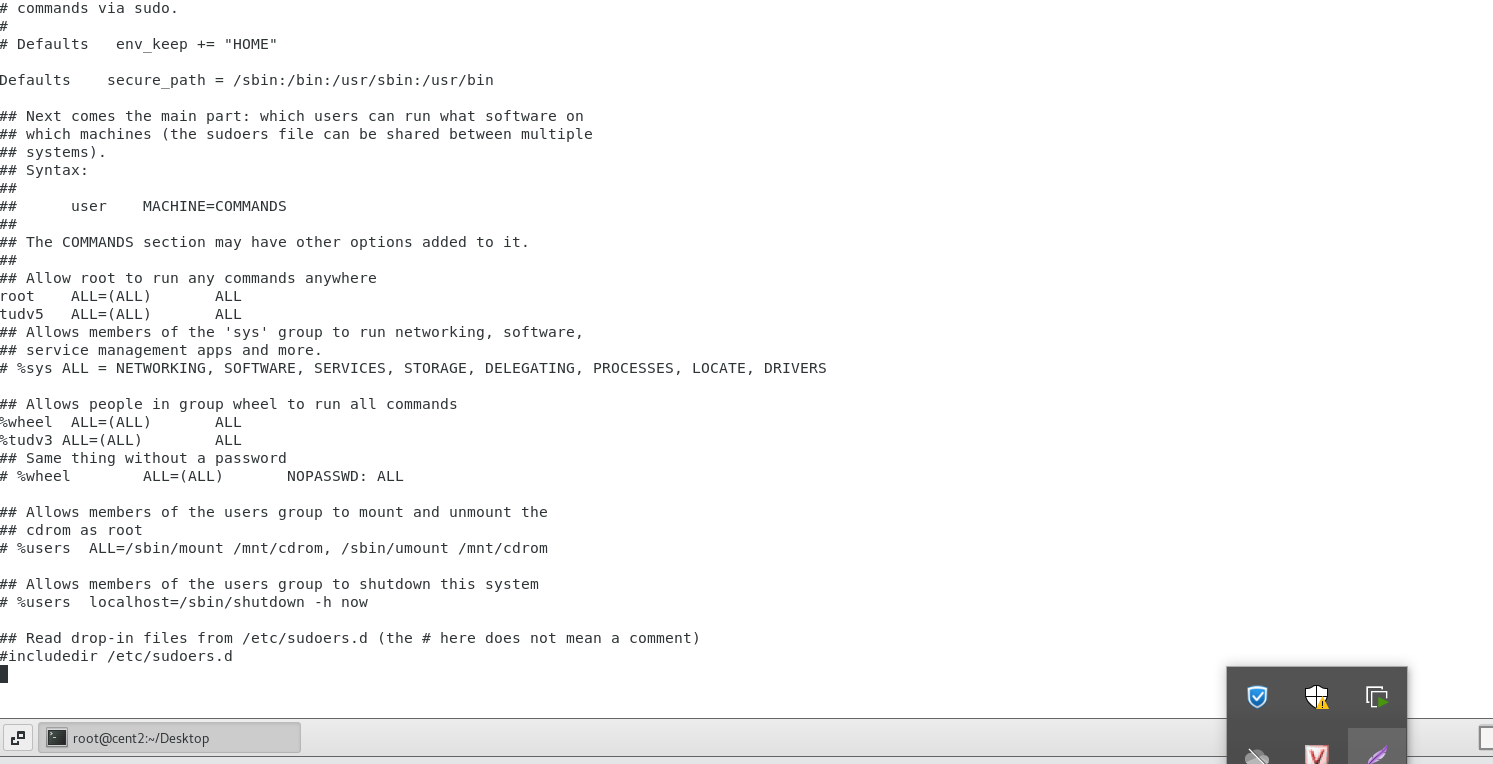 # commands via sudo.
#
# Defaults   env_keep += "HOME"
Defaults    secure_path = /sbin:/bin:/usr/sbin:/usr/bin
## Next comes the main part: which users can run what software on
## which machines (the sudoers file can be shared between multiple
## systems).
## Syntax:
##
##      user    MACHINE=COMMANDS
##
## The COMMANDS section may have other options added to it.
##
## Allow root to run any commands anywhere
root    ALL=(ALL)       ALL
tudv5   ALL=(ALL)       ALL
## Allows members of the 'sys' group to run networking, software,
## service management apps and more.
# %sys ALL = NETWORKING, SOFTWARE, SERVICES, STORAGE, DELEGATING, PROCESSES, LOCATE, DRIVERS
## Allows people in group wheel to run all commands
%wheel  ALL=(ALL)       ALL
%tudv3 ALL=(ALL)        ALL
## Same thing without a password
# %wheel        ALL=(ALL)       NOPASSWD: ALL
## Allows members of the users group to mount and unmount the
## cdrom as root
# %users  ALL=/sbin/mount /mnt/cdrom, /sbin/umount /mnt/cdrom
## Allows members of the users group to shutdown this system
# %users  localhost=/sbin/shutdown -h now
## Read drop-in files from /etc/sudoers.d (the # here does not mean a comment)
#includedir /etc/sudoers.d
root@cent2:~/Desktop